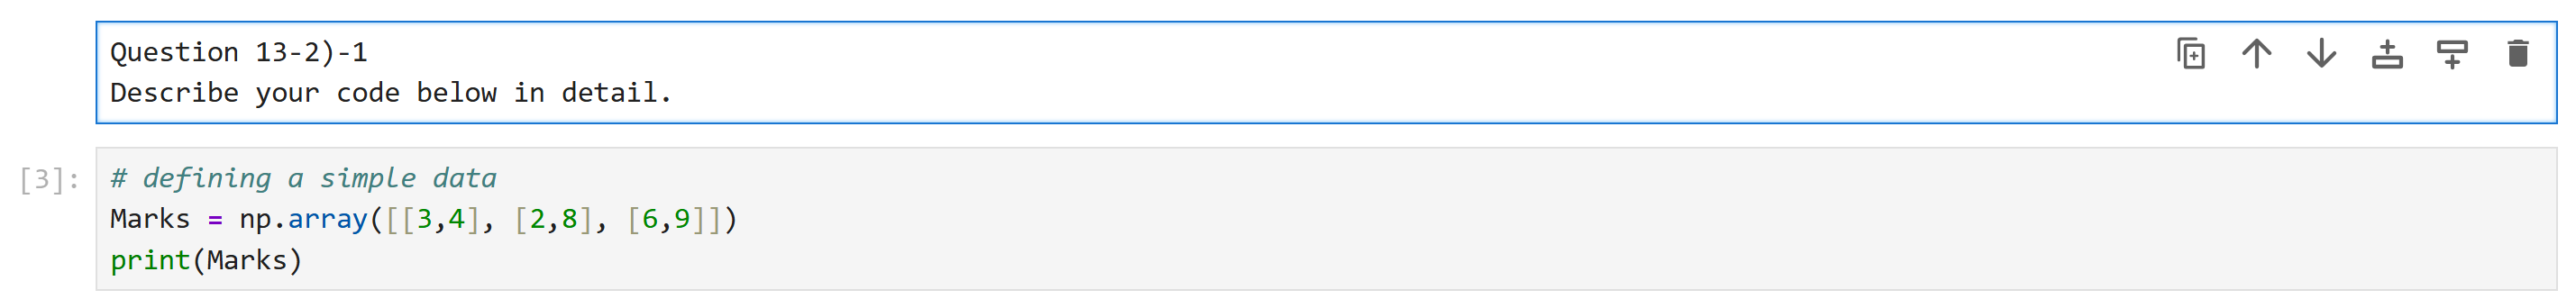 Question 13-2)-1
Describe your code below in detail.
[3]:
# defining a simple data
Marks = np.array([[3,4], [2,8], [6,9]])
print(Marks)